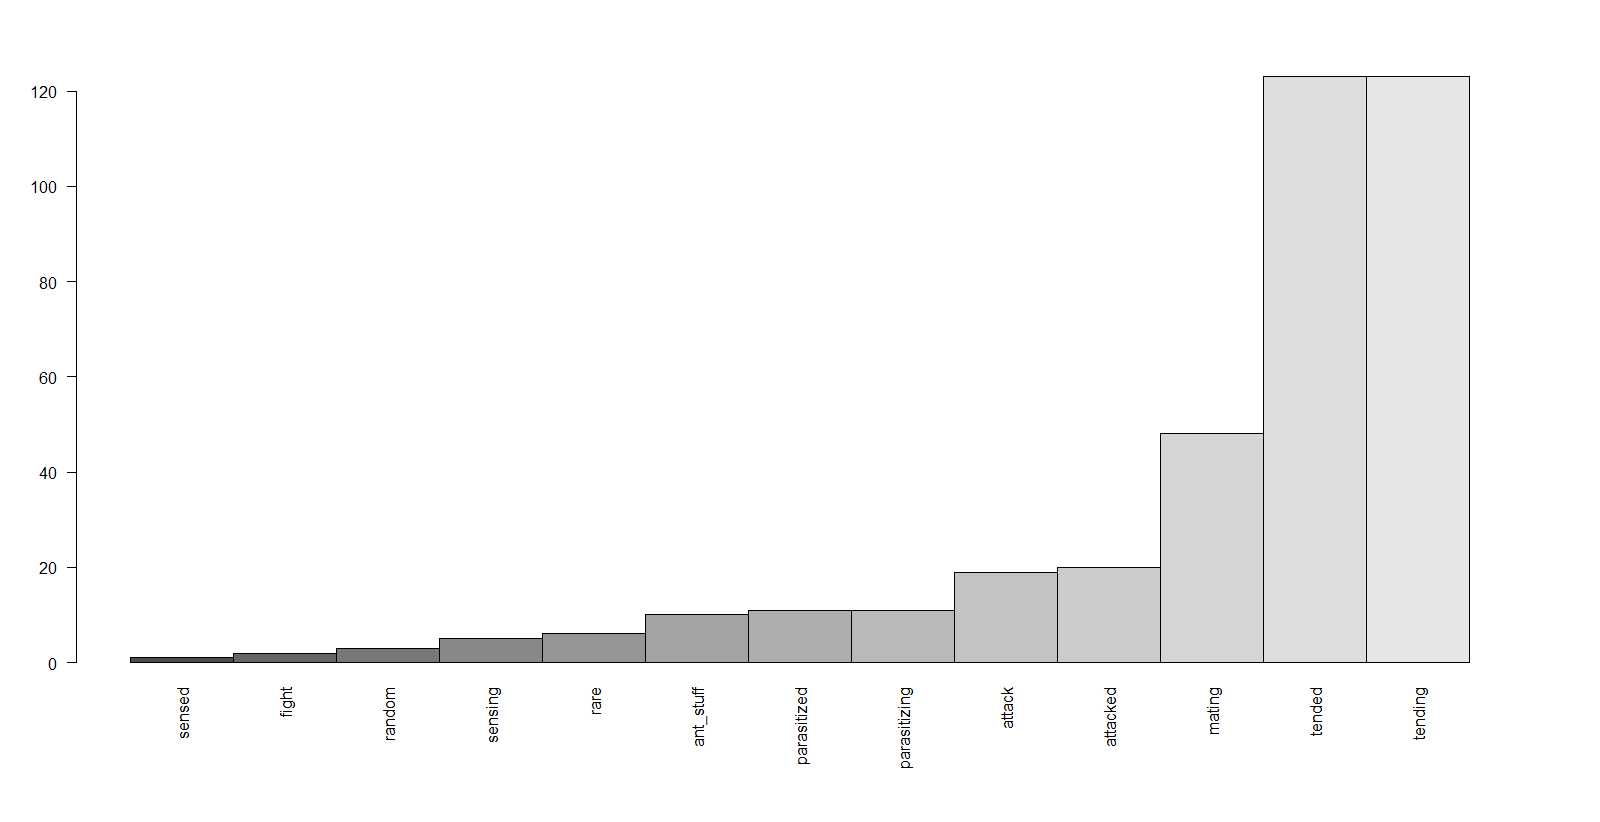 120
100
80
60
40
20
0
sensed
fight
random
sensing
rare
ant_stuff
parasitized
parasitizing
attack
attacked
mating
tended
tending